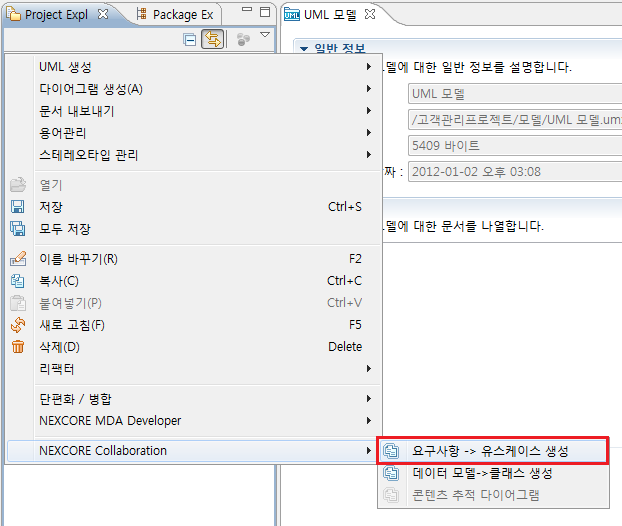 Project Expl
Package Ex
UML 모델
일반 정보
델에 대한 일반 정보를 설명합니다.
UML 모델
/고객관리프로젝트/모델/UML 모델.um
5409 바이트
짜 : 2012-01-02 오후 03:08
델에 대한 문서를 나열합니다.
UML 생성
다이어그램 생성(A)
문서 내보내기
용어관리
스테레오타입 관리
열기
저장 Ctrl+S
모두 저장
이름 바꾸기(R) F2
복사(C) Ctrl+C
붙여넣기(P) Ctrl+V
새로 고침(F) F5
삭제(D) Delete
리팩터
단편화 / 병합
NEXCORE MDA Developer
NEXCORE Collaboration
요구사항 -> 유스케이스 생성
데이터 모델->클래스 생성
콘텐츠 추적 다이어그램